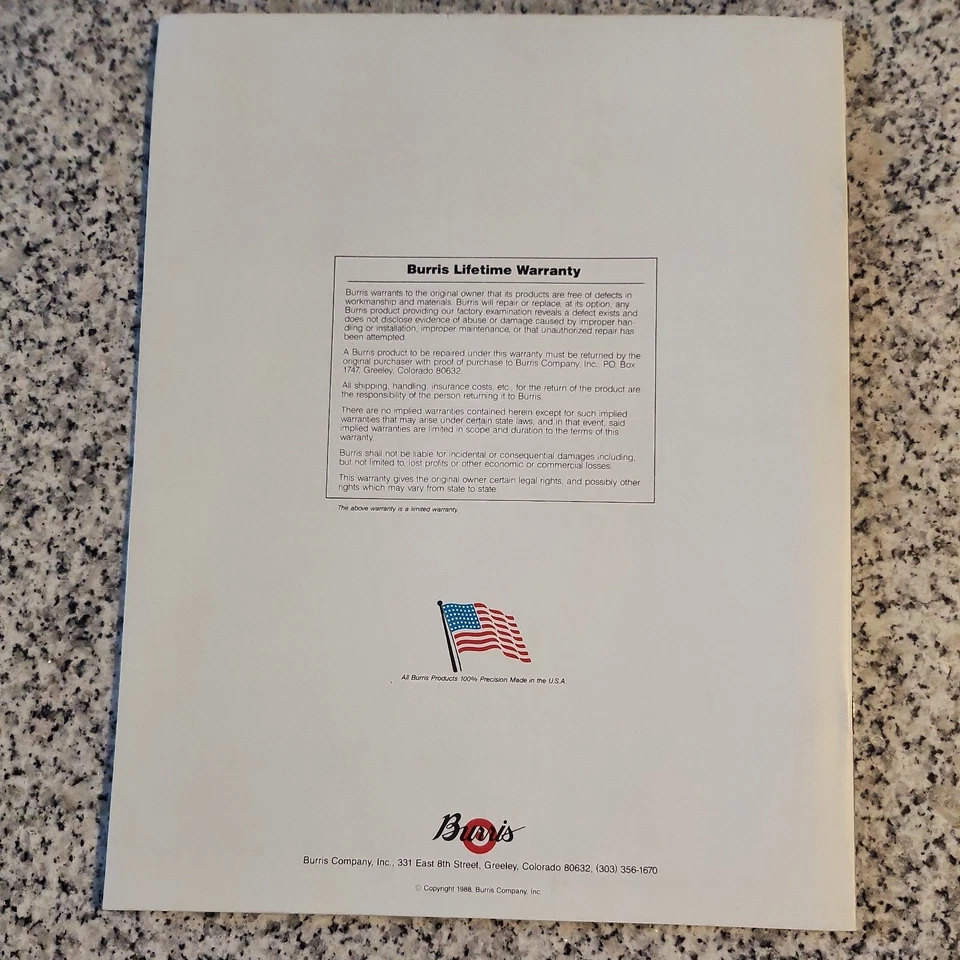 Burris Lifetime Warranty
Burris warrants to the original owner that its products are free of defects in
workmanship and materials. Burris will repair or replace, at its option, any
Burris product providing our factory examination reveals a defect exists and
does not disclose evidence of abuse or damage caused by improper han-
dling or installation, improper maintenance, or that unauthorized repair has
been attempted.
A Burris product to be repaired under this warranty must be returned by the
original purchaser with proof of purchase to Burris Company, Inc., P.O. Box
1747, Greeley, Colorado 80632.
All shipping, handling, insurance costs, etc., for the return of the product are
the responsibility of the person returning it to Burris.
There are no implied warranties contained herein except for such implied
warranties that may arise under certain state laws, and in that event, said
implied warranties are limited in scope and duration to the terms of this
warranty.
Burris shall not be liable for incidental or consequential damages including,
but not limited to, lost profits or other economic or commercial losses.
This warranty gives the original owner certain legal rights, and possibly other
rights which may vary from state to state.
The above warranty is a limited warranty.
All Burris Products 100% Precision Made in the U.S.A.
Burris
Burris Company, Inc., 331 East 8th Street, Greeley, Colorado 80632, (303) 356-1670
© Copyright 1988, Burris Company, Inc.